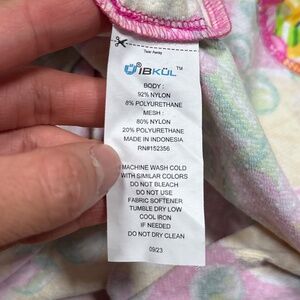 Tear Away
IBKÜL™
BODY :
92% NYLON
8% POLYURETHANE
MESH :
80% NYLON
20% POLYURETHANE
MADE IN INDONESIA
RN#152356
MACHINE WASH COLD
WITH SIMILAR COLORS
DO NOT BLEACH
DO NOT USE
FABRIC SOFTENER
TUMBLE DRY LOW
COOL IRON
IF NEEDED
DO NOT DRY CLEAN
09/23